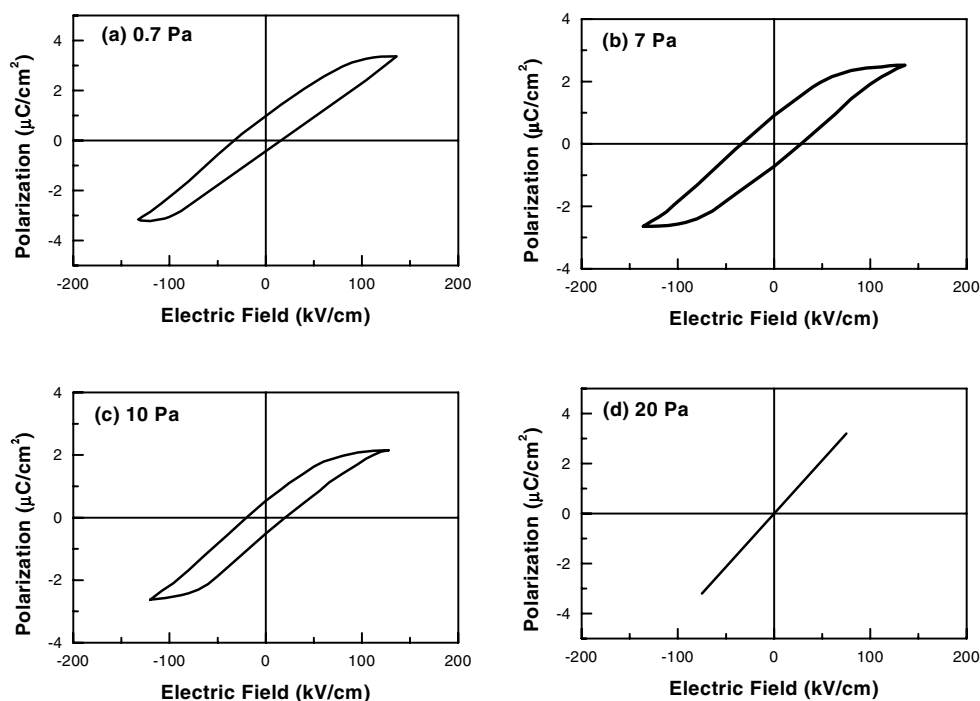 (a) 0.7 Pa
4
2
0
-2
-4
Polarization (μC/cm²)
-200 -100 0 100 200
Electric Field (kV/cm)
(b) 7 Pa
4
2
0
-2
-4
Polarization (μC/cm²)
-200 -100 0 100 200
Electric Field (kV/cm)
(c) 10 Pa
4
2
0
-2
-4
Polarization (μC/cm²)
-200 -100 0 100 200
Electric Field (kV/cm)
(d) 20 Pa
4
2
0
-2
-4
Polarization (μC/cm²)
-200 -100 0 100 200
Electric Field (kV/cm)